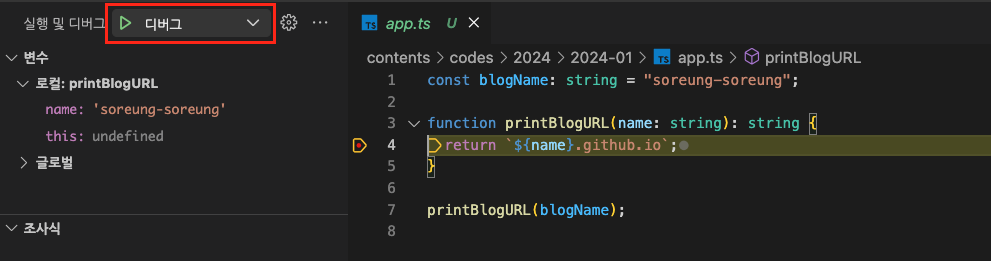 실행 및 디버그
디버그
변수
로컬: printBlogURL
name: 'soreung-soreung'
this: undefined
글로벌
조사식
TS app.ts U
contents > codes > 2024 > 2024-01 > TS app.ts > printBlogURL
1 const blogName: string = "soreung-soreung";
2
3 function printBlogURL(name: string): string {
4 return `${name}.github.io`;
5 }
6
7 printBlogURL(blogName);
8